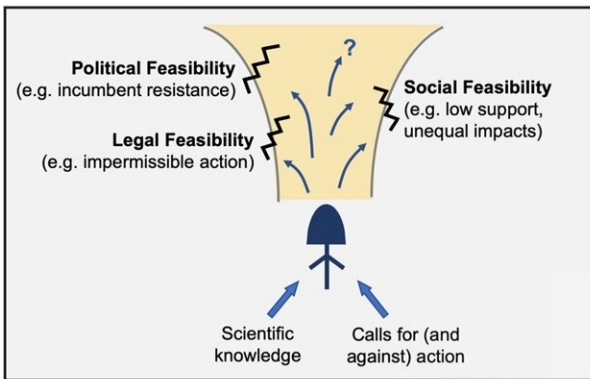 ?
Political Feasibility
(e.g. incumbent resistance)
Social Feasibility
(e.g. low support,
unequal impacts)
Legal Feasibility
(e.g. impermissible action)
Scientific
knowledge
Calls for (and
against) action